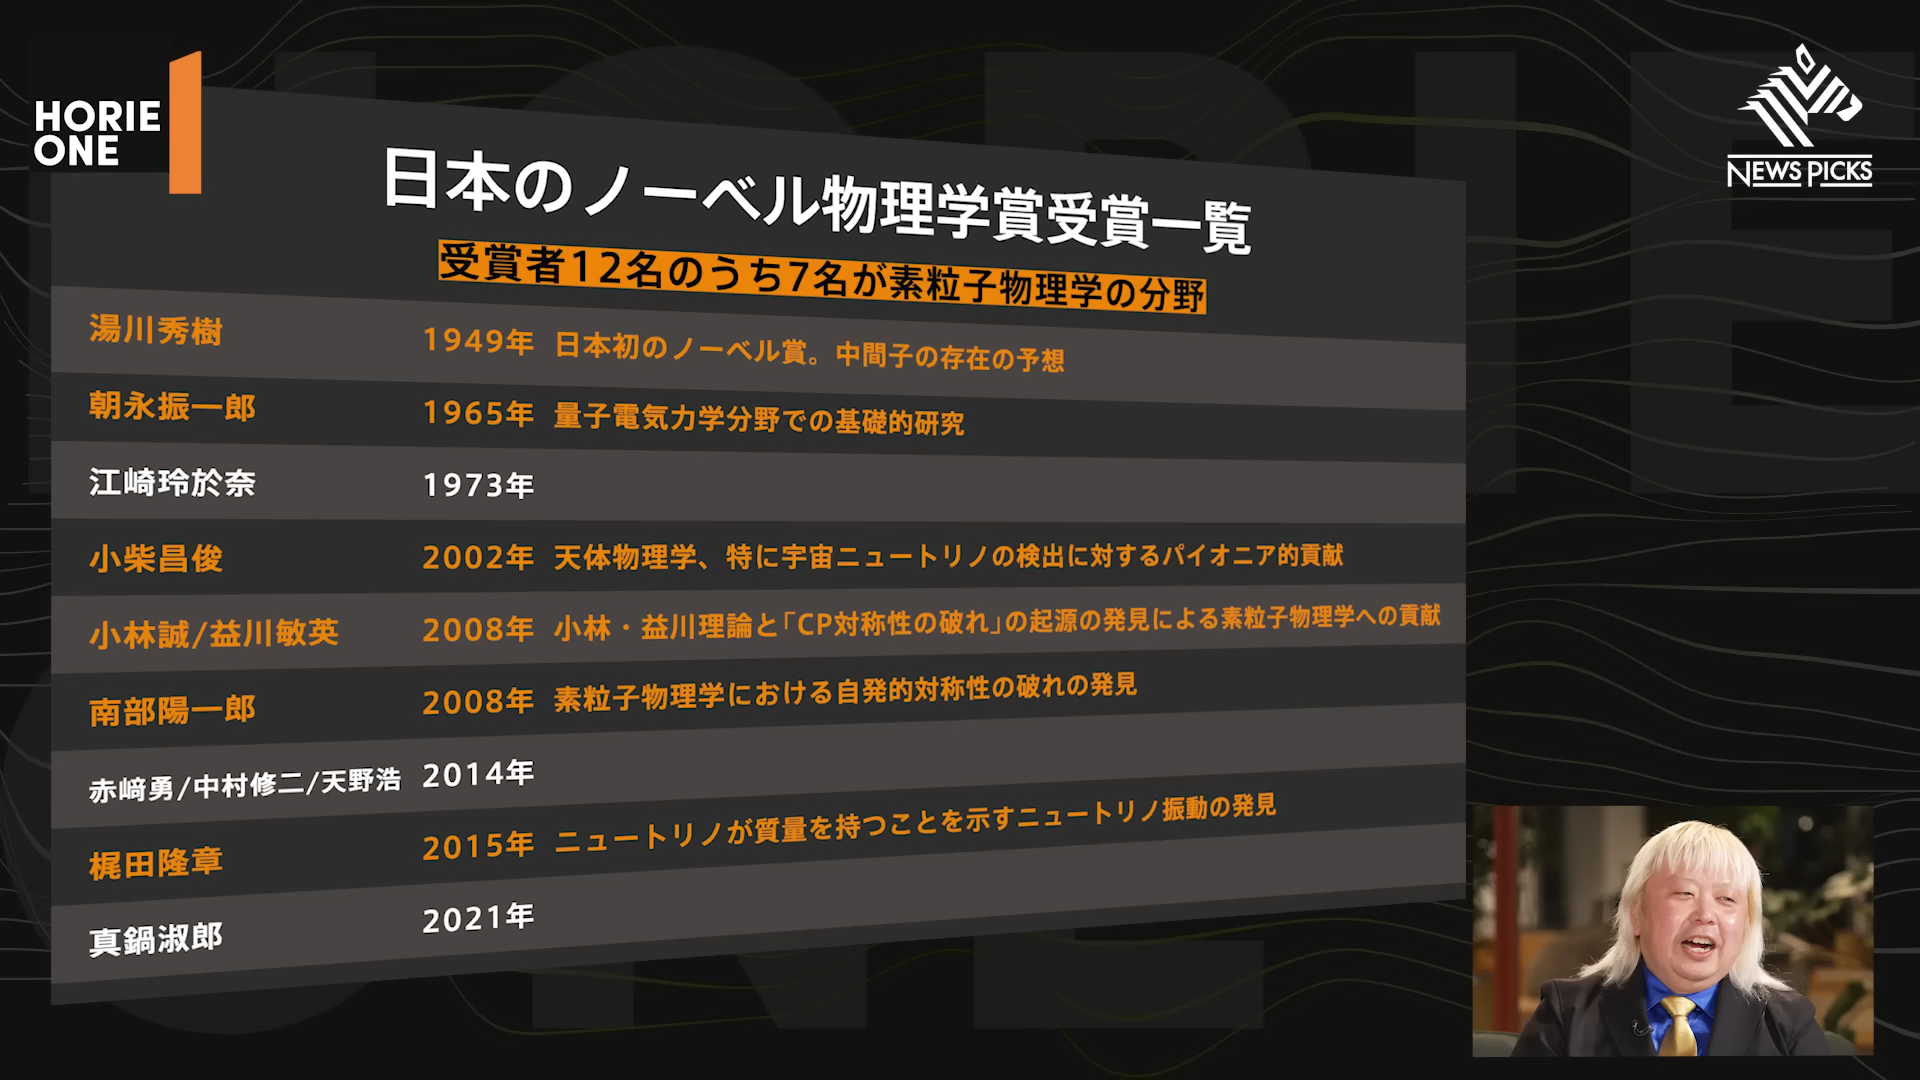 HORIE
ONE
NEWSPICKS
日本のノーベル物理学賞受賞一覧
受賞者12名のうち7名が素粒子物理学の分野
湯川秀樹 1949年 日本初のノーベル賞。中間子の存在の予想
朝永振一郎 1965年 量子電気力学分野での基礎的研究
江崎玲於奈 1973年
小柴昌俊 2002年 天体物理学、特に宇宙ニュートリノの検出に対するパイオニア的貢献
小林誠/益川敏英 2008年 小林・益川理論と「CP対称性の破れ」の起源の発見による素粒子物理学への貢献
南部陽一郎 2008年 素粒子物理学における自発的対称性の破れの発見
赤﨑勇/中村修二/天野浩 2014年
梶田隆章 2015年 ニュートリノが質量を持つことを示すニュートリノ振動の発見
真鍋淑郎 2021年